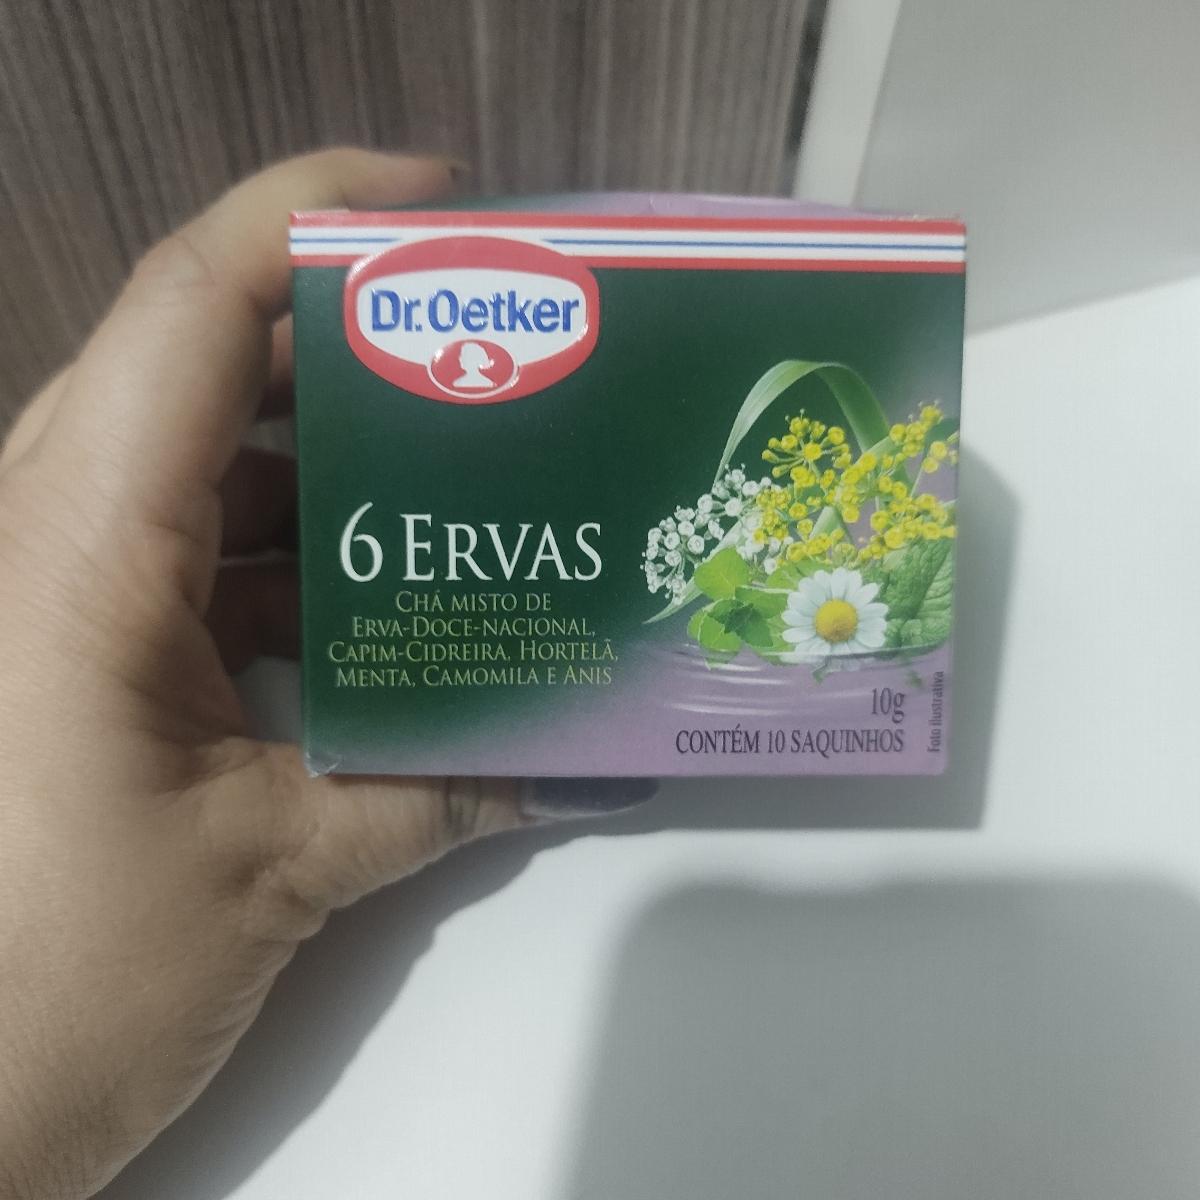 Dr. Oetker
6 ERVAS
CHÁ MISTO DE
ERVA-DOCE-NACIONAL,
CAPIM-CIDREIRA, HORTELÃ,
MENTA, CAMOMILA E ANIS
10g
CONTÉM 10 SAQUINHOS
Foto ilustrativa